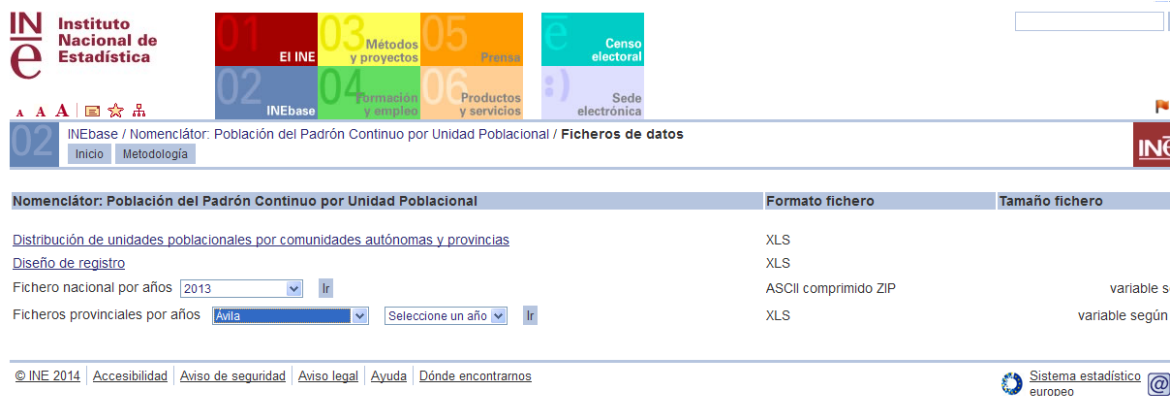 INe Instituto Nacional de Estadística
01 El INE
03 Métodos y proyectos
05 Prensa
e Censo electoral
02 INEbase
04 Formación y empleo
06 Productos y servicios
:) Sede electrónica
A A A
02
INEbase / Nomenclátor: Población del Padrón Continuo por Unidad Poblacional / Ficheros de datos
Inicio Metodología
INe
Nomenclátor: Población del Padrón Continuo por Unidad Poblacional Formato fichero Tamaño fichero
Distribución de unidades poblacionales por comunidades autónomas y provincias XLS
Diseño de registro XLS
Fichero nacional por años 2013 Ir ASCII comprimido ZIP variable s
Ficheros provinciales por años Ávila Seleccione un año Ir XLS variable según
© INE 2014 Accesibilidad Aviso de seguridad Aviso legal Ayuda Dónde encontrarnos Sistema estadístico europeo @